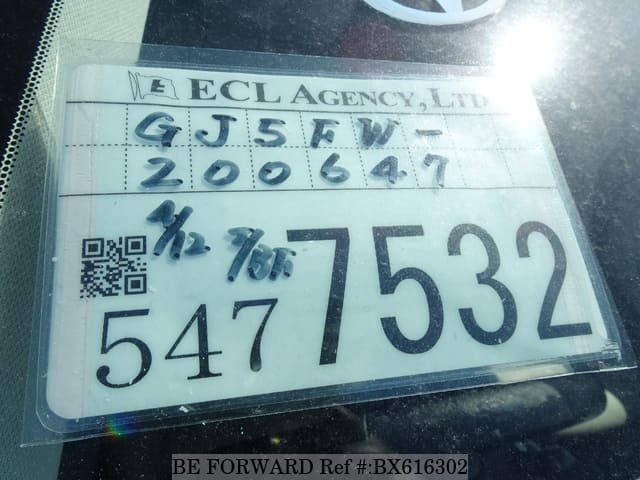 ECL AGENCY, LTD
GJ5FW-
200647
547 7532
BE FORWARD Ref #:BX616302